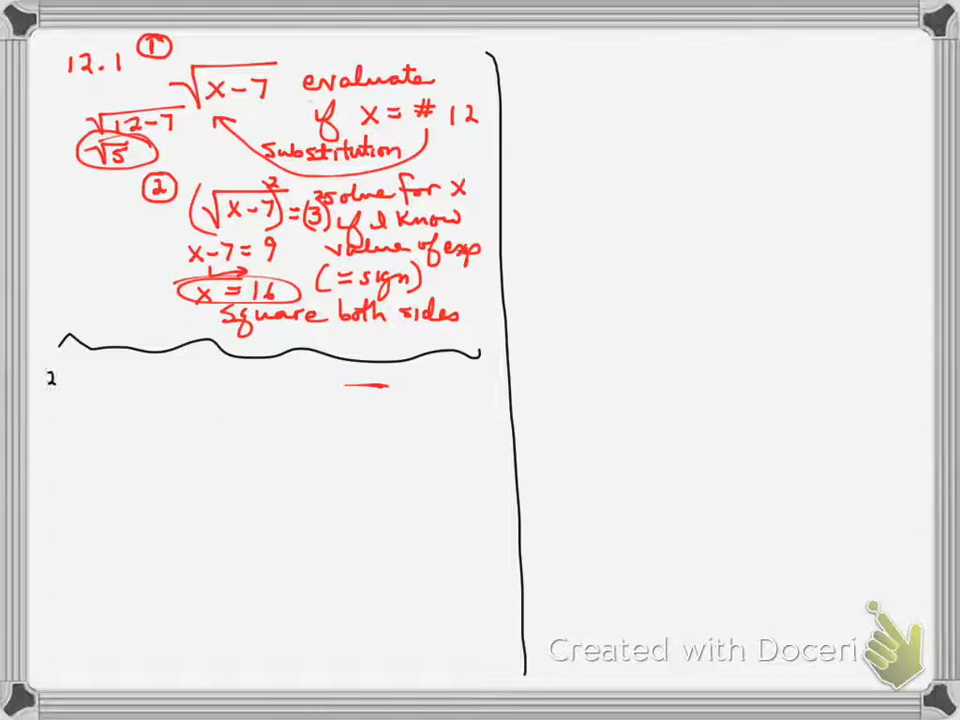 12.1 ①
√x-7 evaluate
if x = # 12
√12-7
√5
Substitution
②
(√x-7)² = (3)² solve for x
if I know
x-7 = 9 value of exp
(= sign)
x = 16
Square both sides
2
Created with Doceri